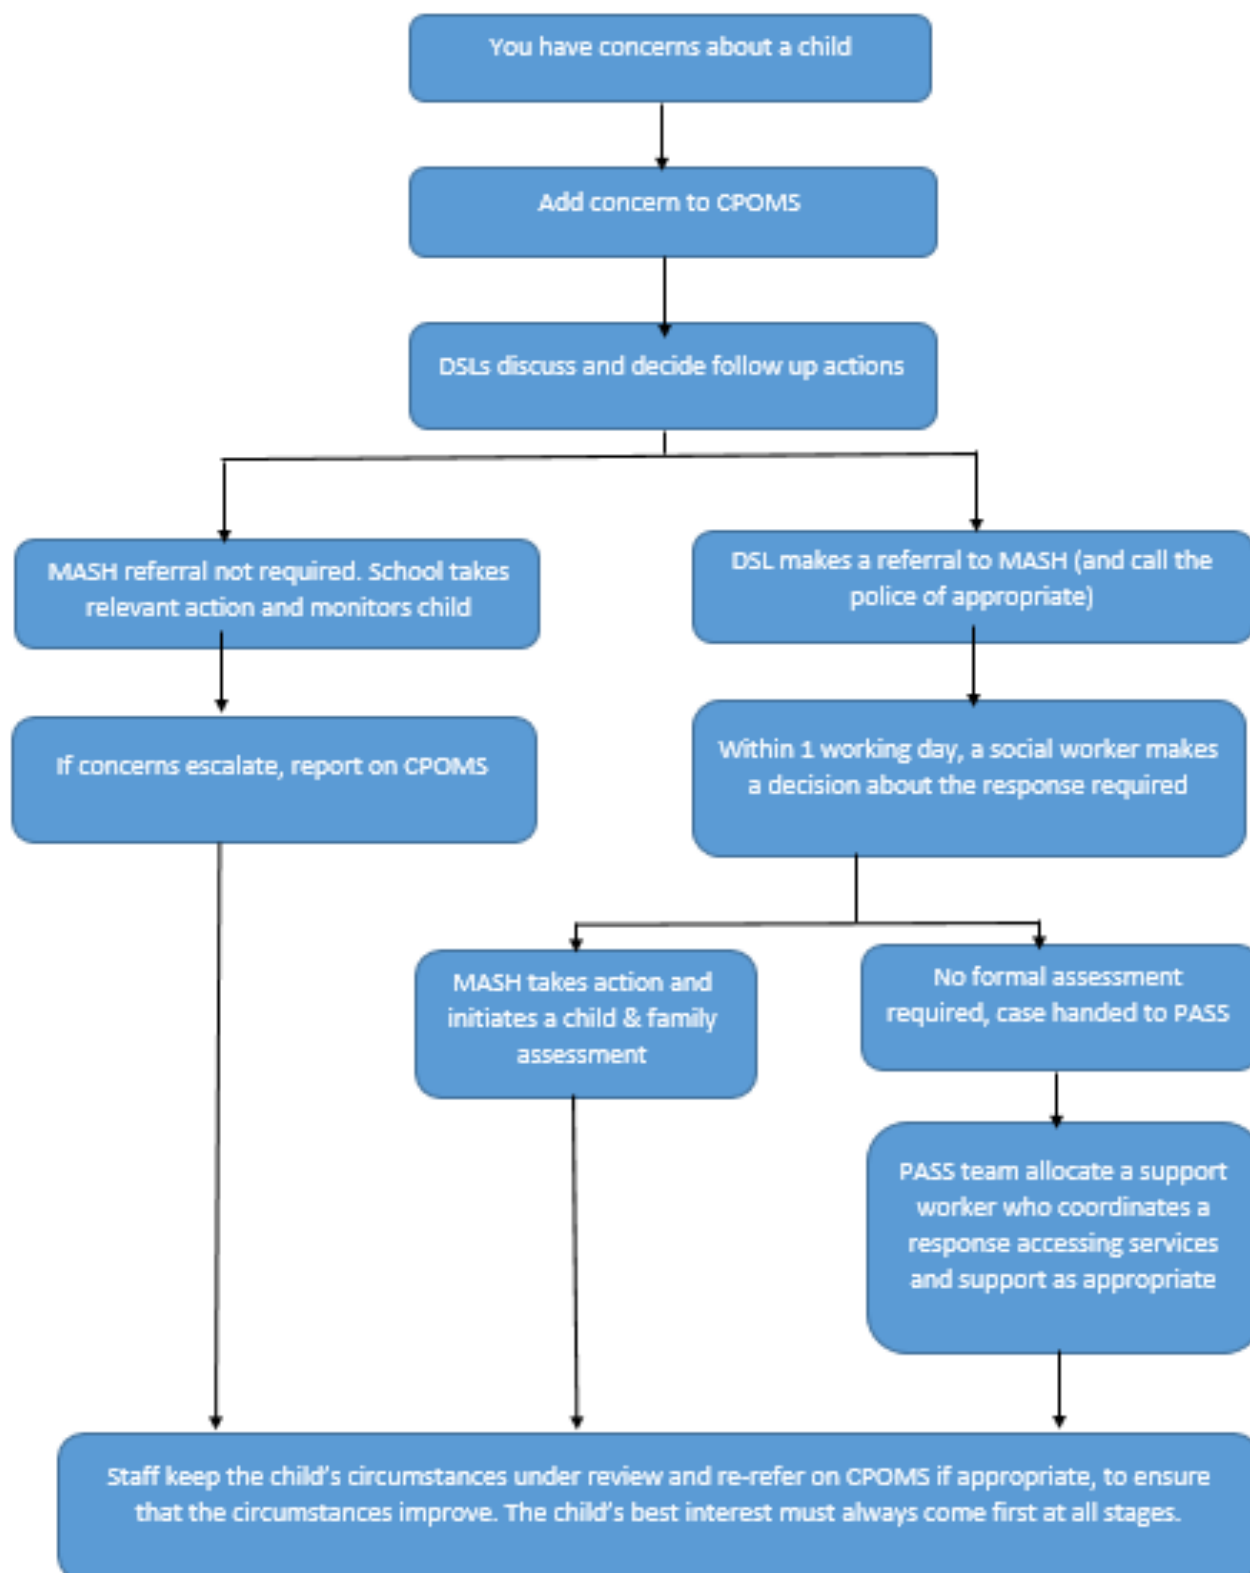 You have concerns about a child
Add concern to CPOMS
DSLs discuss and decide follow up actions
MASH referral not required. School takes
relevant action and monitors child
DSL makes a referral to MASH (and call the
police of appropriate)
If concerns escalate, report on CPOMS
Within 1 working day, a social worker makes
a decision about the response required
MASH takes action and
initiates a child & family
assessment
No formal assessment
required, case handed to PASS
PASS team allocate a support
worker who coordinates a
response accessing services
and support as appropriate
Staff keep the child's circumstances under review and re-refer on CPOMS if appropriate, to ensure
that the circumstances improve. The child's best interest must always come first at all stages.